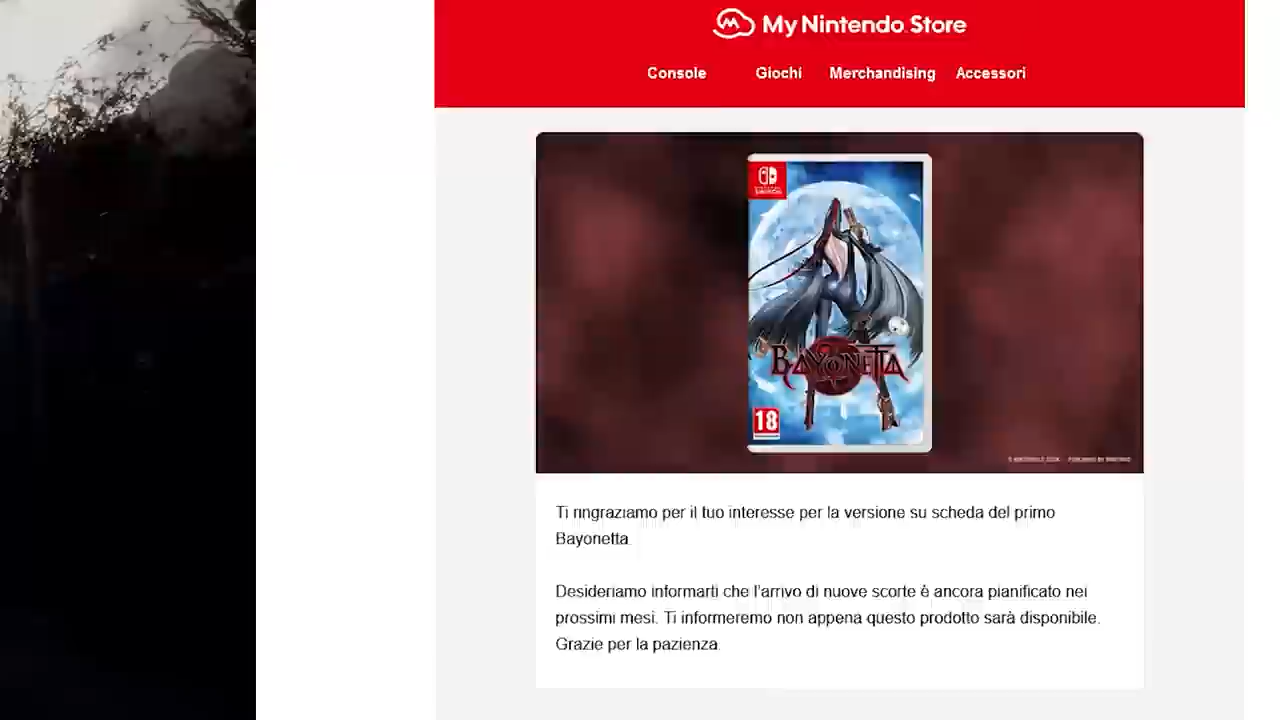 My Nintendo Store
Console Giochi Merchandising Accessori
BAYONETTA
18
Ti ringraziamo per il tuo interesse per la versione su scheda del primo
Bayonetta.
Desideriamo informarti che l'arrivo di nuove scorte è ancora pianificato nei
prossimi mesi. Ti informeremo non appena questo prodotto sarà disponibile.
Grazie per la pazienza.